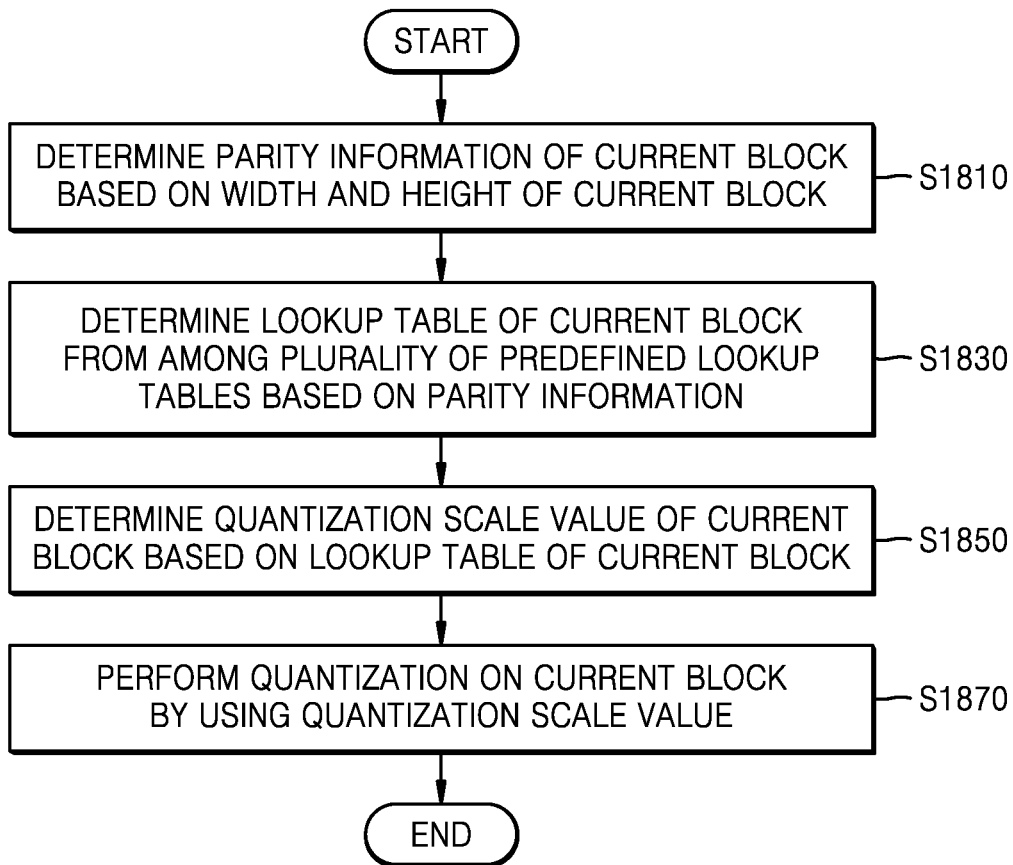 START
DETERMINE PARITY INFORMATION OF CURRENT BLOCK
BASED ON WIDTH AND HEIGHT OF CURRENT BLOCK
S1810
DETERMINE LOOKUP TABLE OF CURRENT BLOCK
FROM AMONG PLURALITY OF PREDEFINED LOOKUP
TABLES BASED ON PARITY INFORMATION
S1830
DETERMINE QUANTIZATION SCALE VALUE OF CURRENT
BLOCK BASED ON LOOKUP TABLE OF CURRENT BLOCK
S1850
PERFORM QUANTIZATION ON CURRENT BLOCK
BY USING QUANTIZATION SCALE VALUE
S1870
END